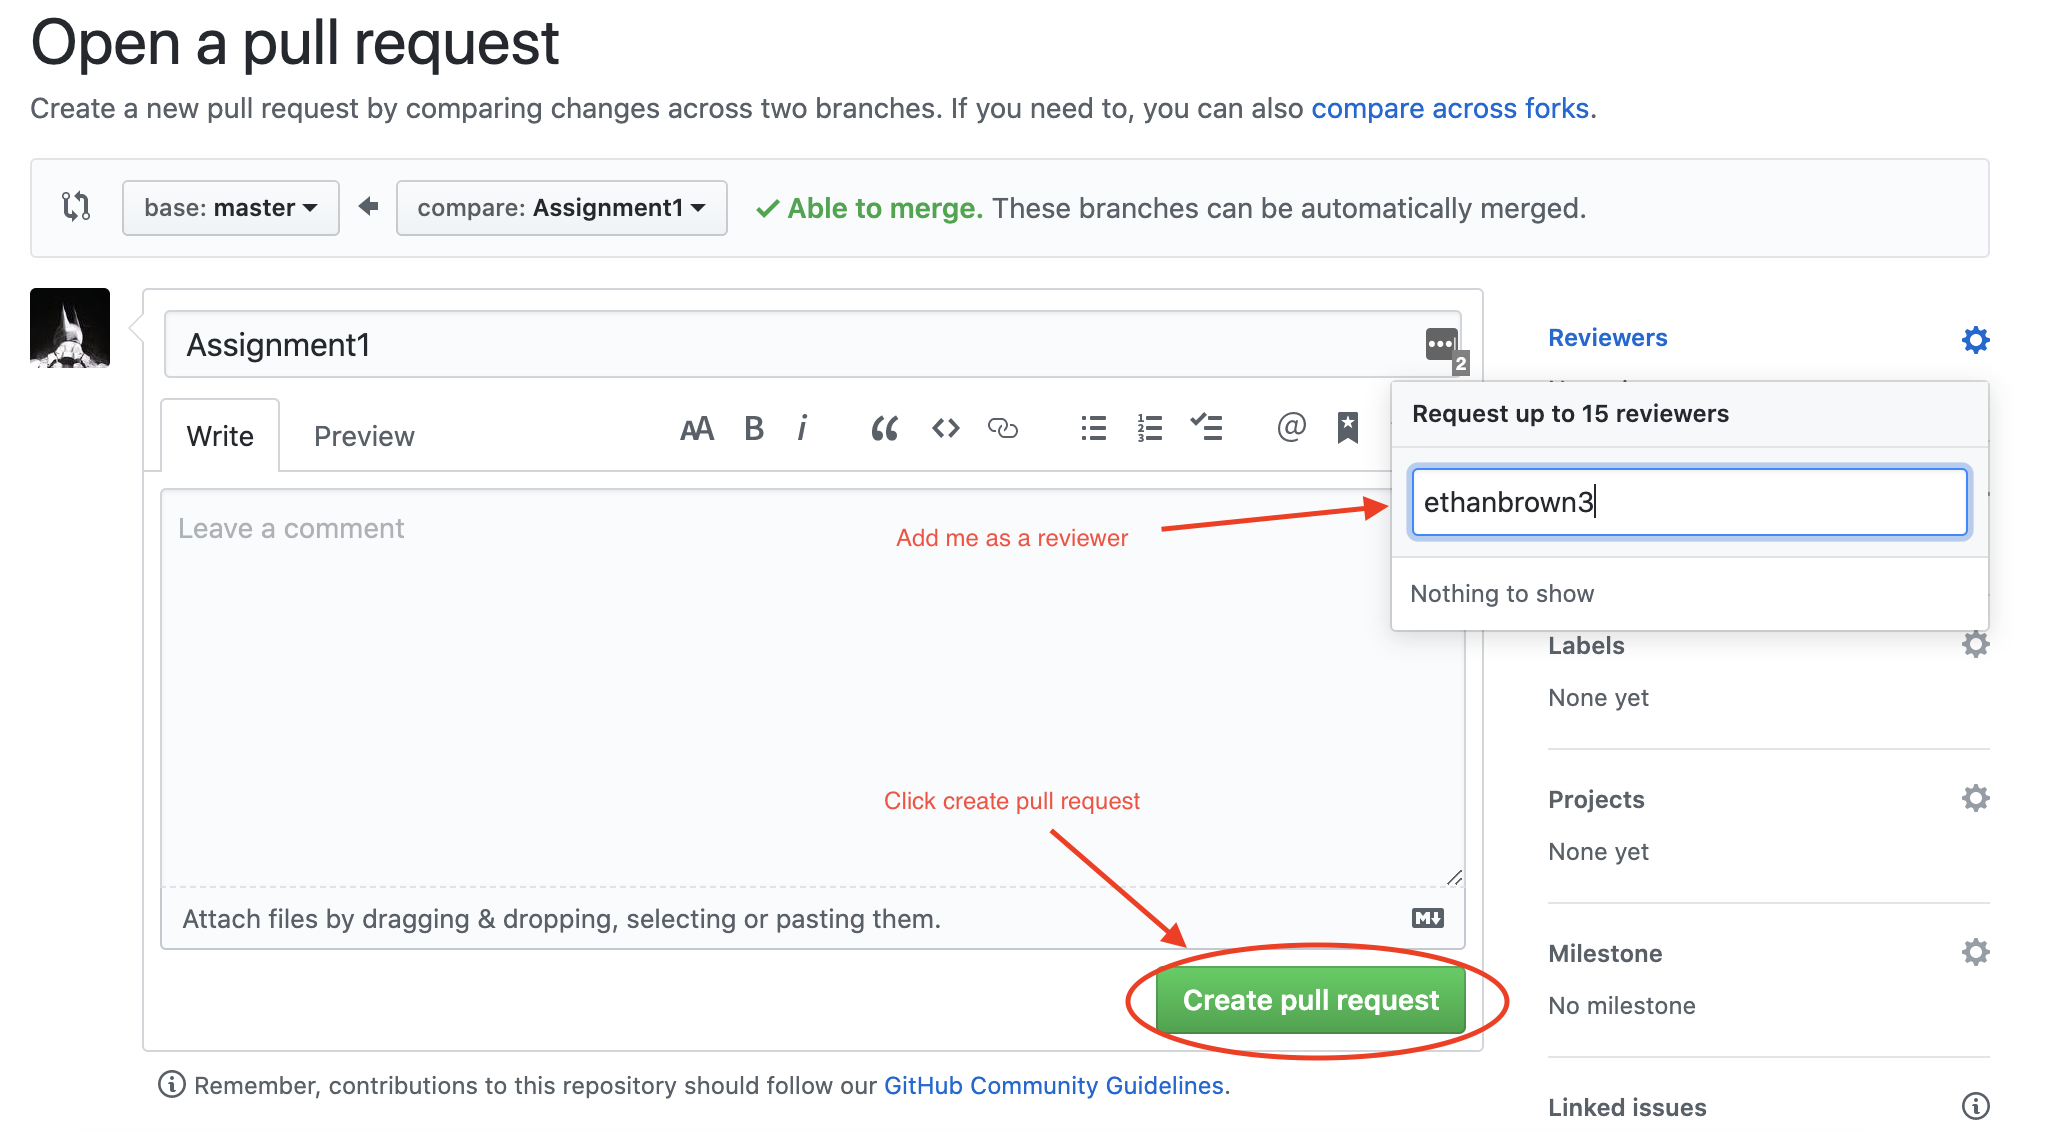 Open a pull request
Create a new pull request by comparing changes across two branches. If you need to, you can also compare across forks.
base: master
compare: Assignment1
Able to merge. These branches can be automatically merged.
Assignment1
2
Reviewers
Request up to 15 reviewers
ethanbrown3
Nothing to show
Write
Preview
AA B i
@
Leave a comment
Add me as a reviewer
Labels
None yet
Projects
None yet
Click create pull request
Attach files by dragging & dropping, selecting or pasting them.
M
Milestone
No milestone
Create pull request
Remember, contributions to this repository should follow our GitHub Community Guidelines.
Linked issues